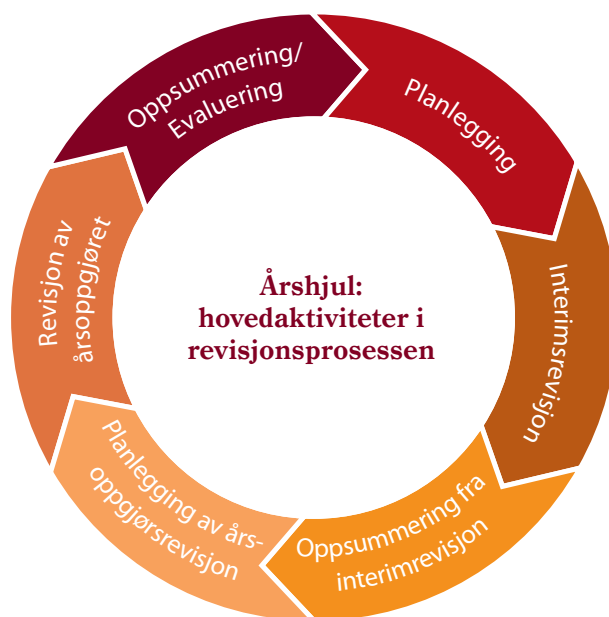 Årshjul:
hovedaktiviteter i
revisjonsprosessen
Planlegging
Interimsrevisjon
Oppsummering fra
interimrevisjon
Planlegging av års-
oppgjørsrevisjon
Revisjon av
årsoppgjøret
Oppsummering/
Evaluering